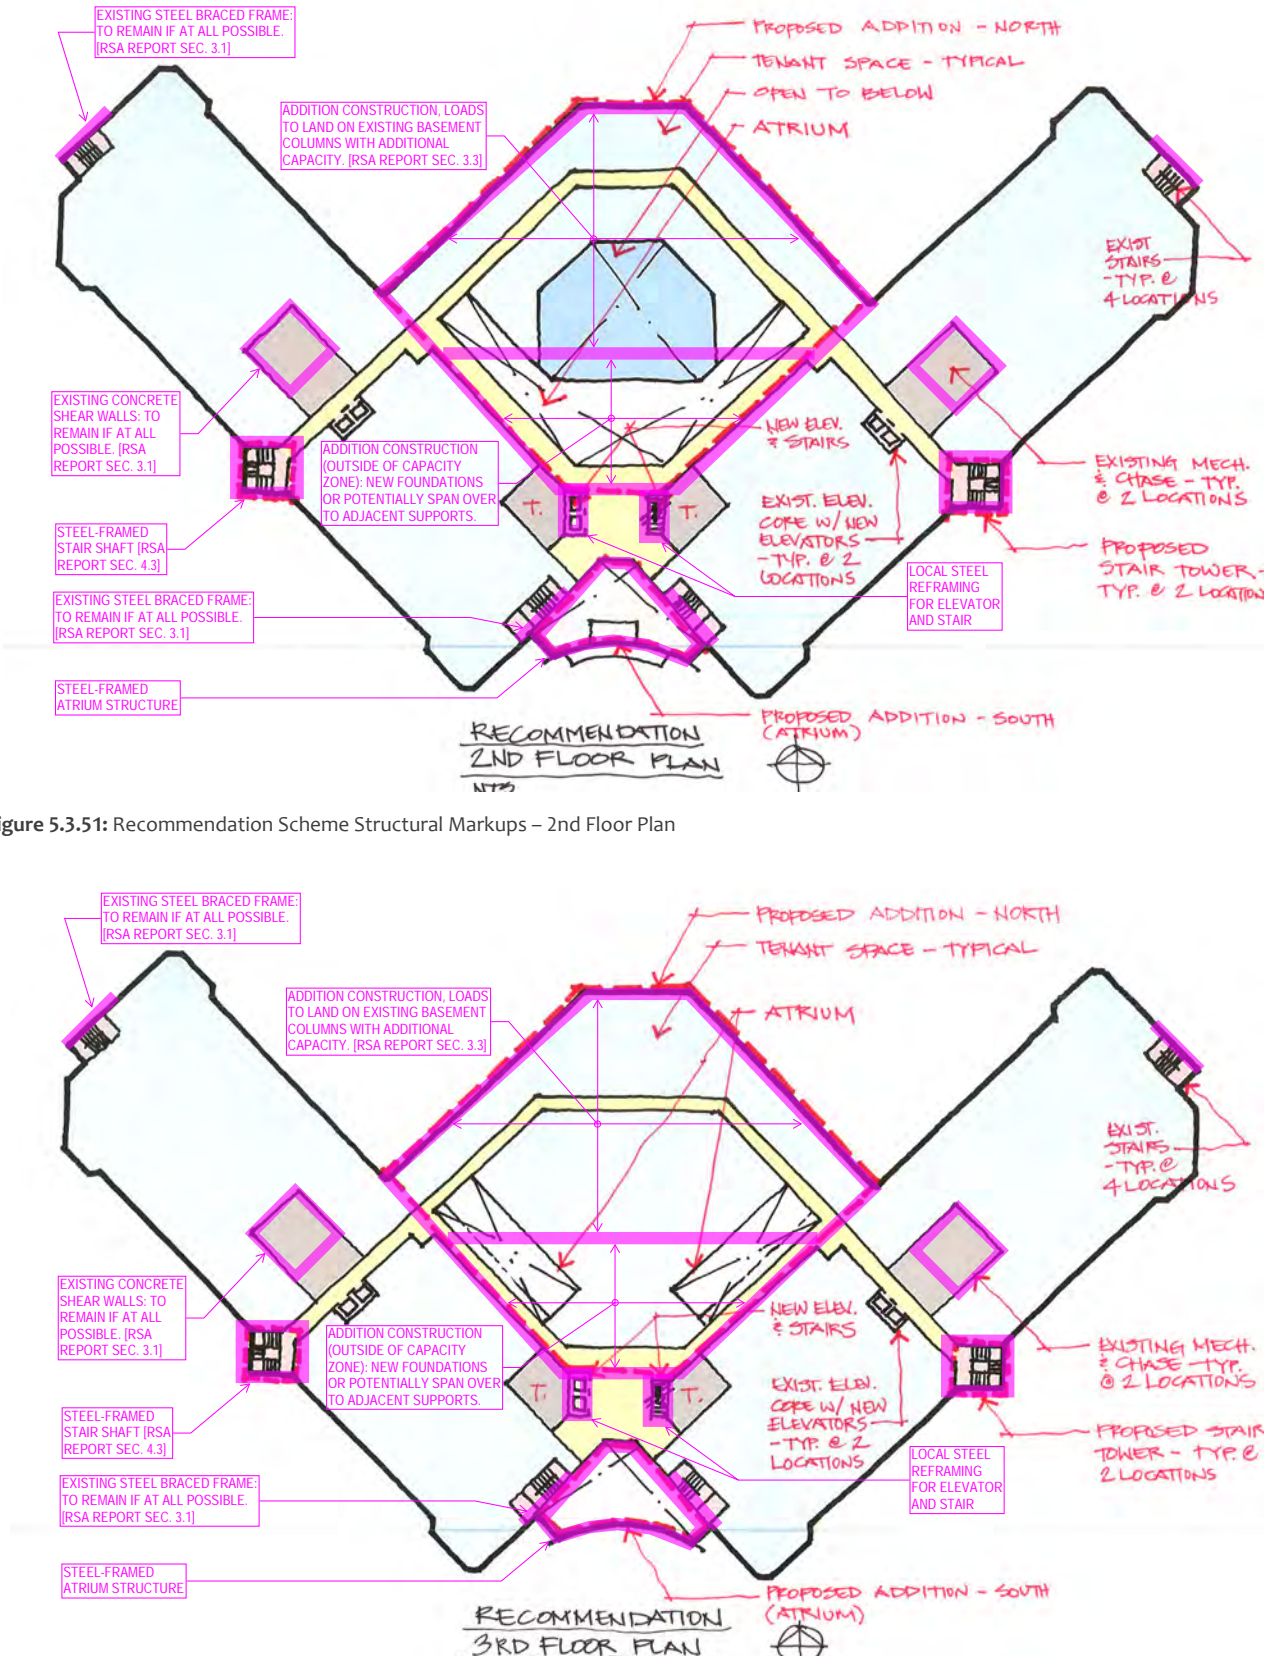 EXISTING STEEL BRACED FRAME:
TO REMAIN IF AT ALL POSSIBLE.
[RSA REPORT SEC. 3.1]
PROPOSED ADDITION - NORTH
TENANT SPACE - TYPICAL
OPEN TO BELOW
ATRIUM
ADDITION CONSTRUCTION, LOADS
TO LAND ON EXISTING BASEMENT
COLUMNS WITH ADDITIONAL
CAPACITY. [RSA REPORT SEC. 3.3]
EXIST
STAIRS
-TYP. @
4 LOCATIONS
EXISTING CONCRETE
SHEAR WALLS: TO
REMAIN IF AT ALL
POSSIBLE. [RSA
REPORT SEC. 3.1]
ADDITION CONSTRUCTION
(OUTSIDE OF CAPACITY
ZONE): NEW FOUNDATIONS
OR POTENTIALLY SPAN OVER
TO ADJACENT SUPPORTS.
NEW ELEV.
& STAIRS
EXISTING MECH.
& CHASE - TYP.
@ 2 LOCATIONS
T.
T.
EXIST. ELEV.
CORE W/ NEW
ELEVATORS
- TYP. @ 2
LOCATIONS
STEEL-FRAMED
STAIR SHAFT [RSA
REPORT SEC. 4.3]
PROPOSED
STAIR TOWER -
TYP. @ 2 LOCATION
LOCAL STEEL
REFRAMING
FOR ELEVATOR
AND STAIR
EXISTING STEEL BRACED FRAME:
TO REMAIN IF AT ALL POSSIBLE.
[RSA REPORT SEC. 3.1]
STEEL-FRAMED
ATRIUM STRUCTURE
PROPOSED ADDITION - SOUTH
(ATRIUM)
RECOMMENDATION
2ND FLOOR PLAN
NTS
igure 5.3.51: Recommendation Scheme Structural Markups – 2nd Floor Plan
EXISTING STEEL BRACED FRAME:
TO REMAIN IF AT ALL POSSIBLE.
[RSA REPORT SEC. 3.1]
PROPOSED ADDITION - NORTH
TENANT SPACE - TYPICAL
ATRIUM
ADDITION CONSTRUCTION, LOADS
TO LAND ON EXISTING BASEMENT
COLUMNS WITH ADDITIONAL
CAPACITY. [RSA REPORT SEC. 3.3]
EXIST.
STAIRS
- TYP. @
4 LOCATIONS
EXISTING CONCRETE
SHEAR WALLS: TO
REMAIN IF AT ALL
POSSIBLE. [RSA
REPORT SEC. 3.1]
ADDITION CONSTRUCTION
(OUTSIDE OF CAPACITY
ZONE): NEW FOUNDATIONS
OR POTENTIALLY SPAN OVER
TO ADJACENT SUPPORTS.
NEW ELEV.
& STAIRS
EXISTING MECH.
& CHASE - TYP.
@ 2 LOCATIONS
T.
T.
EXIST. ELEV.
CORE W/ NEW
ELEVATORS
- TYP. @ 2
LOCATIONS
STEEL-FRAMED
STAIR SHAFT [RSA
REPORT SEC. 4.3]
PROPOSED STAIR
TOWER - TYP. @
2 LOCATIONS
LOCAL STEEL
REFRAMING
FOR ELEVATOR
AND STAIR
EXISTING STEEL BRACED FRAME:
TO REMAIN IF AT ALL POSSIBLE.
[RSA REPORT SEC. 3.1]
STEEL-FRAMED
ATRIUM STRUCTURE
PROPOSED ADDITION - SOUTH
(ATRIUM)
RECOMMENDATION
3RD FLOOR PLAN